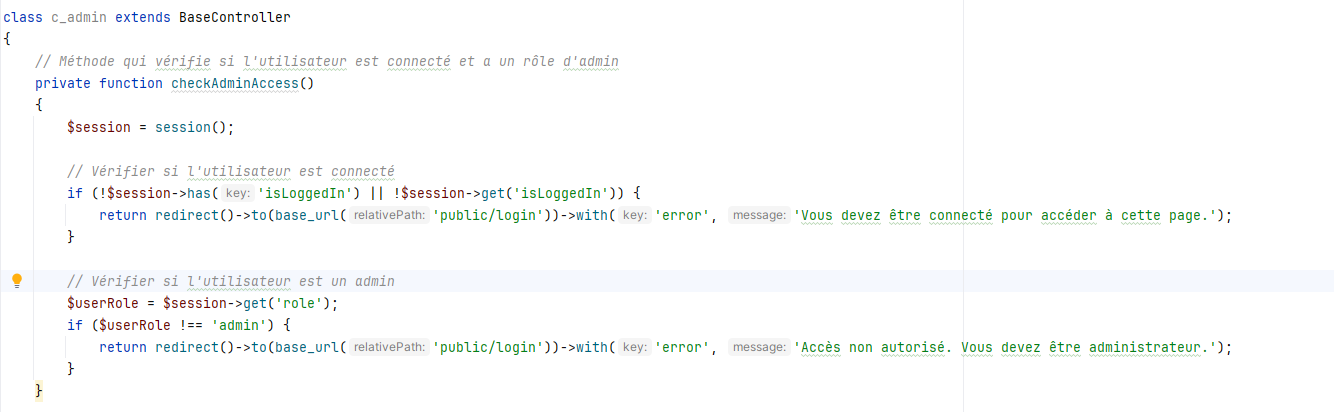 class c_admin extends BaseController
{
// Méthode qui vérifie si l'utilisateur est connecté et a un rôle d'admin
private function checkAdminAccess()
{
$session = session();
// Vérifier si l'utilisateur est connecté
if (!$session->has( key: 'isLoggedIn') || !$session->get('isLoggedIn')) {
return redirect()->to(base_url( relativePath: 'public/login'))->with( key: 'error', message: 'Vous devez être connecté pour accéder à cette page.');
}
// Vérifier si l'utilisateur est un admin
$userRole = $session->get('role');
if ($userRole !== 'admin') {
return redirect()->to(base_url( relativePath: 'public/login'))->with( key: 'error', message: 'Accès non autorisé. Vous devez être administrateur.');
}
}